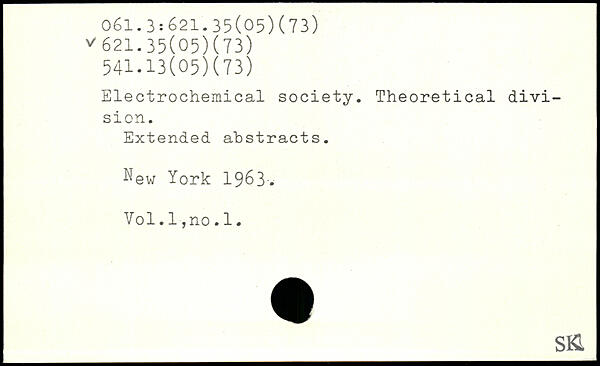 061.3:621.35(05)(73)
✓ 621.35(05)(73)
541.13(05)(73)
Electrochemical society. Theoretical divi-
sion.
Extended abstracts.
New York 1963.
Vol.1,no.1.
SK